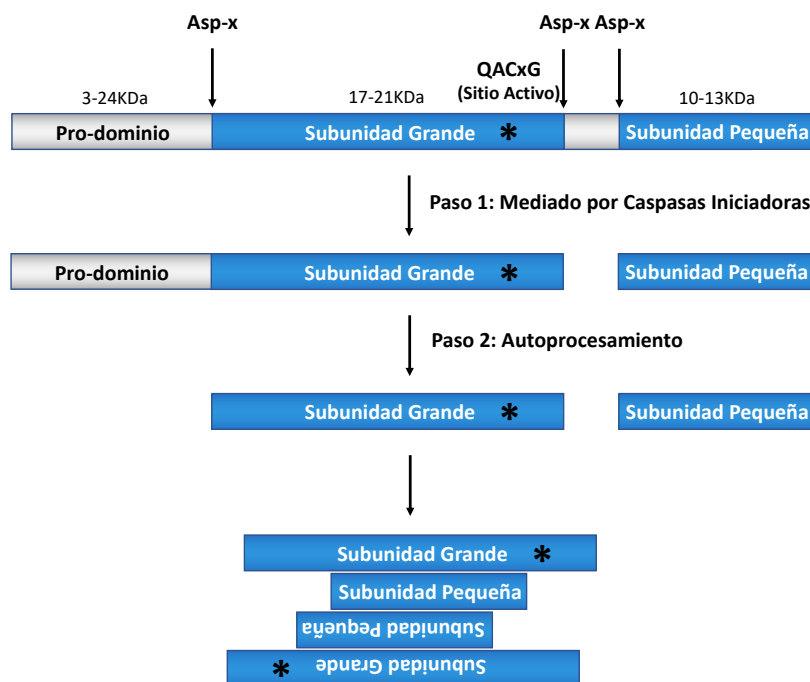 Asp-x
Asp-x Asp-x
QACxG
(Sitio Activo)
3-24KDa
17-21KDa
10-13KDa
Pro-dominio
Subunidad Grande *
Subunidad Pequeña
Paso 1: Mediado por Caspasas Iniciadoras
Pro-dominio
Subunidad Grande *
Subunidad Pequeña
Paso 2: Autoprocesamiento
Subunidad Grande *
Subunidad Pequeña
Subunidad Grande *
Subunidad Pequeña
Subunidad Pequeña
Subunidad Grande *